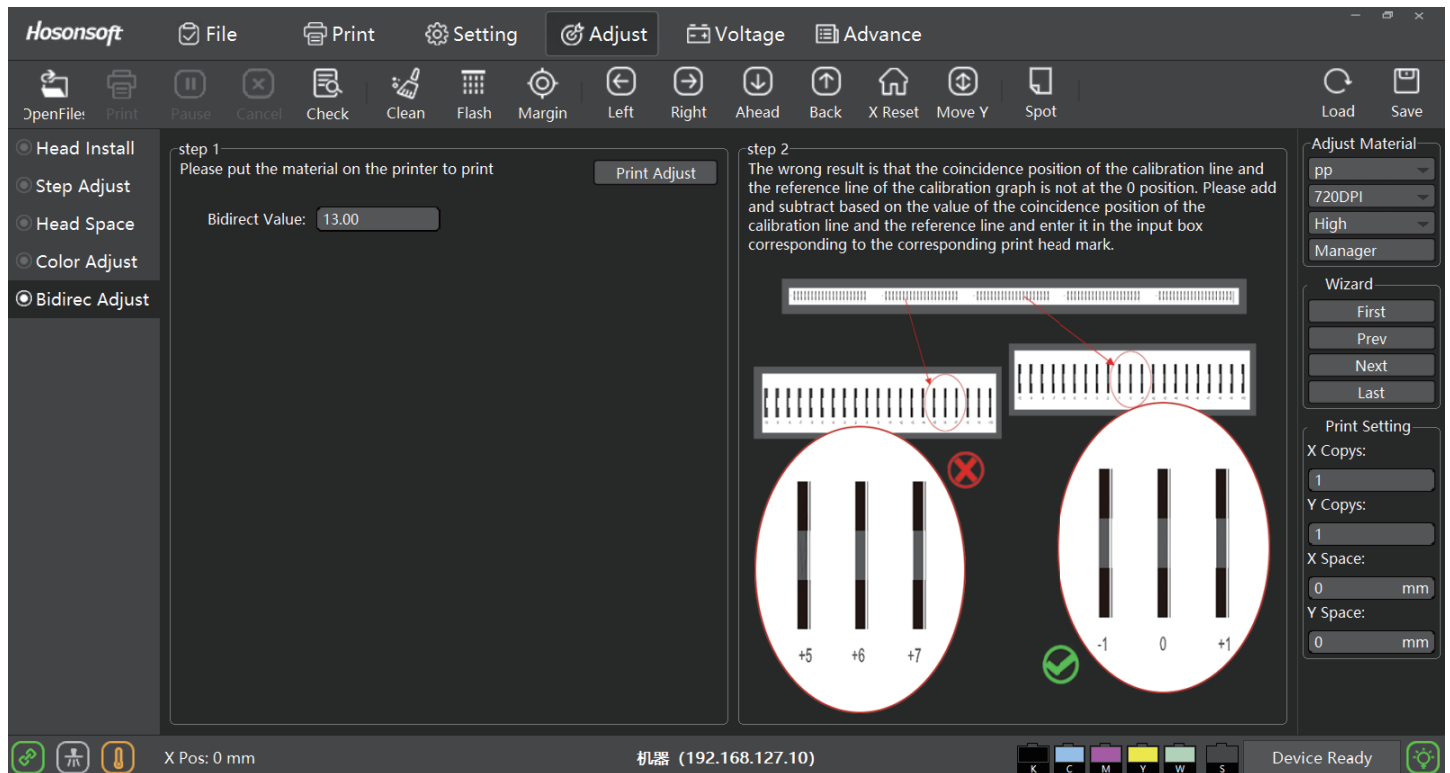 Hosonsoft
File
Print
Setting
Adjust
Voltage
Advance
OpenFiles
Print
Pause
Cancel
Check
Clean
Flash
Margin
Left
Right
Ahead
Back
X Reset
Move Y
Spot
Load
Save
Head Install
Step Adjust
Head Space
Color Adjust
Bidirec Adjust
step 1
Please put the material on the printer to print
Print Adjust
Bidirect Value: 13.00
step 2
The wrong result is that the coincidence position of the calibration line and
the reference line of the calibration graph is not at the 0 position. Please add
and subtract based on the value of the coincidence position of the
calibration line and the reference line and enter it in the input box
corresponding to the corresponding print head mark.
+5 +6 +7
-1 0 +1
Adjust Material
pp
720DPI
High
Manager
Wizard
First
Prev
Next
Last
Print Setting
X Copys:
1
Y Copys:
1
X Space:
0 mm
Y Space:
0 mm
X Pos: 0 mm
机器 (192.168.127.10)
K C M Y W S
Device Ready